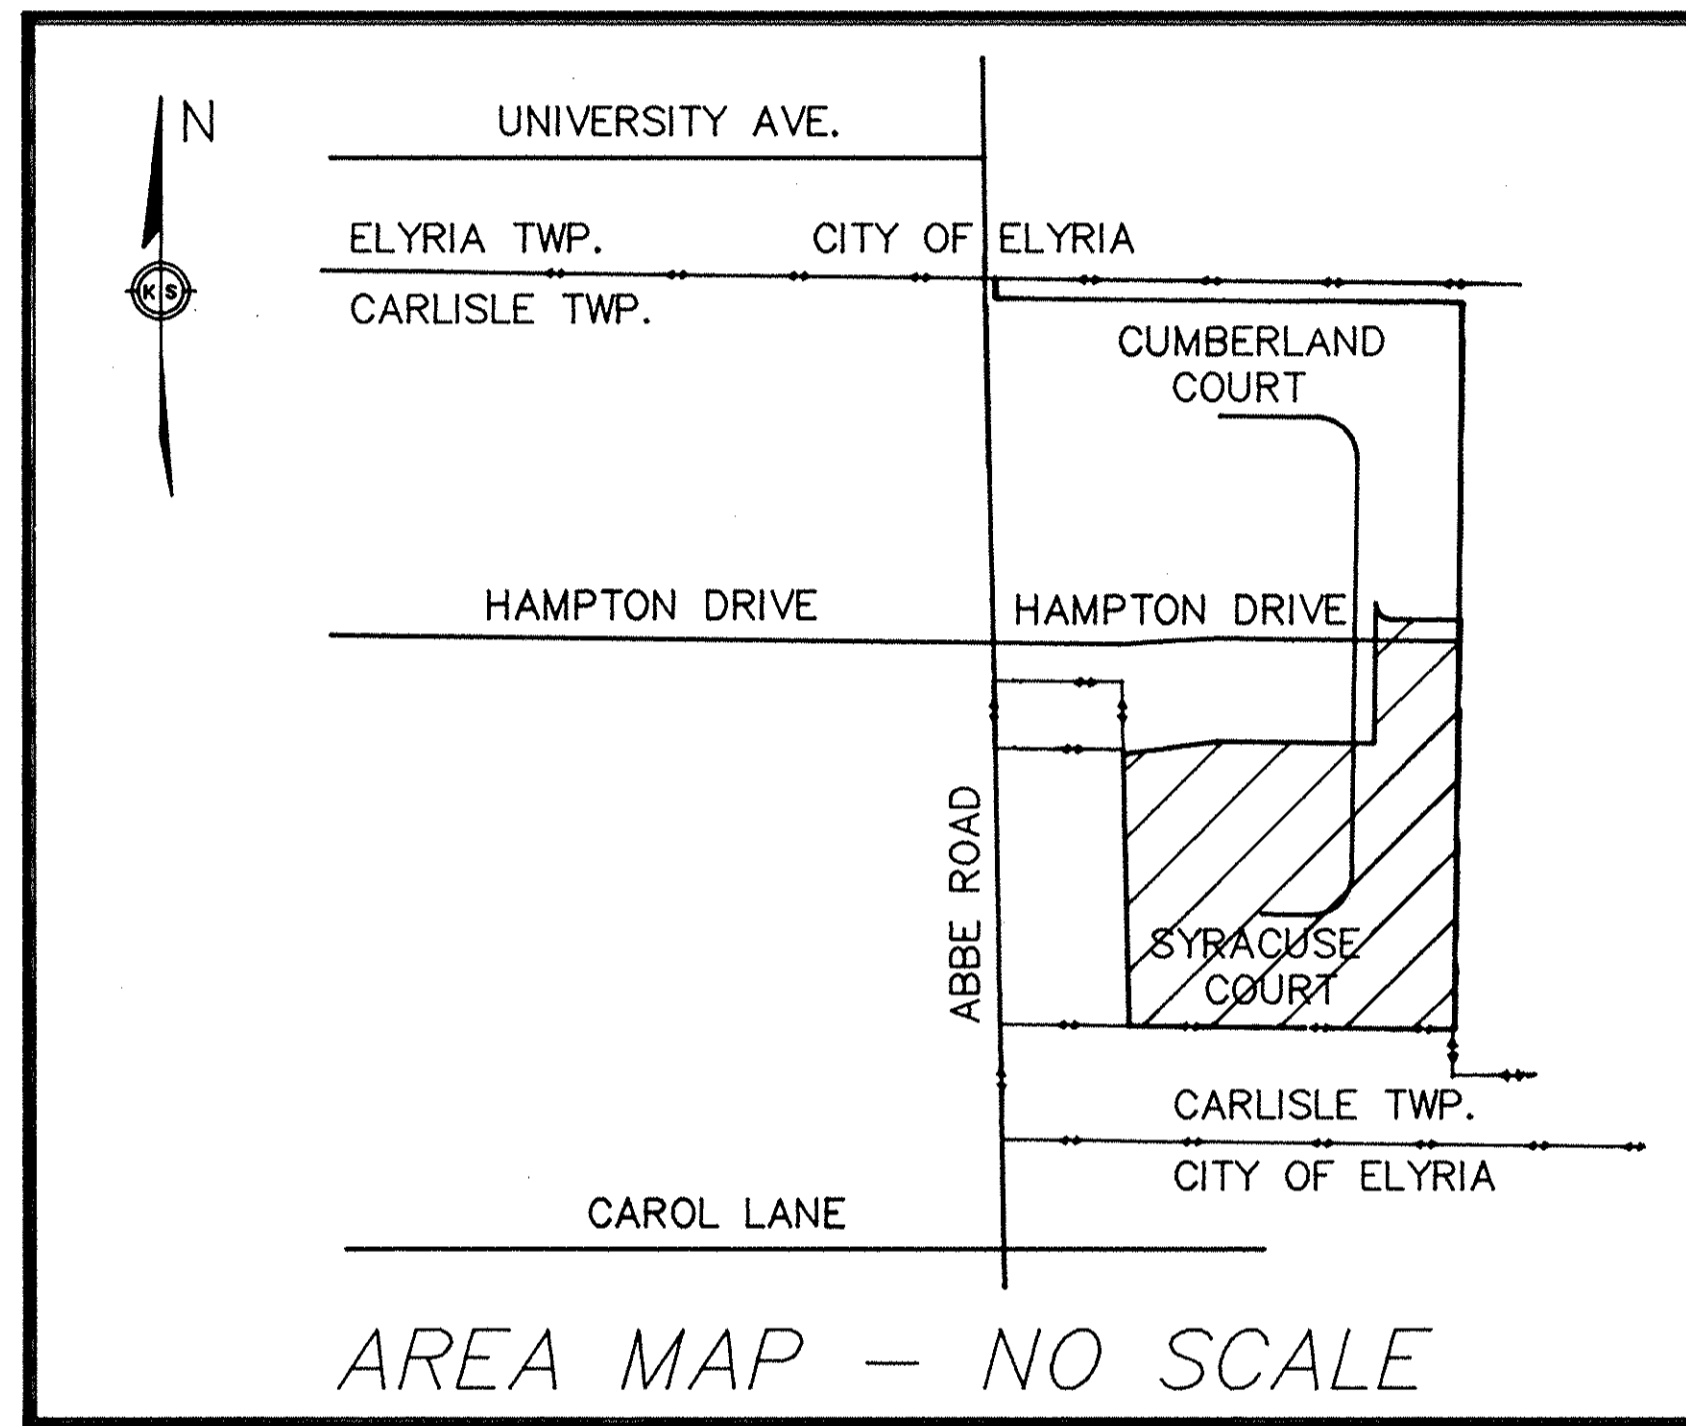 N
UNIVERSITY AVE.
ELYRIA TWP.
CITY OF ELYRIA
CARLISLE TWP.
KS
CUMBERLAND
COURT
HAMPTON DRIVE
HAMPTON DRIVE
ABBE ROAD
SYRACUSE
COURT
CARLISLE TWP.
CITY OF ELYRIA
CAROL LANE
AREA MAP – NO SCALE